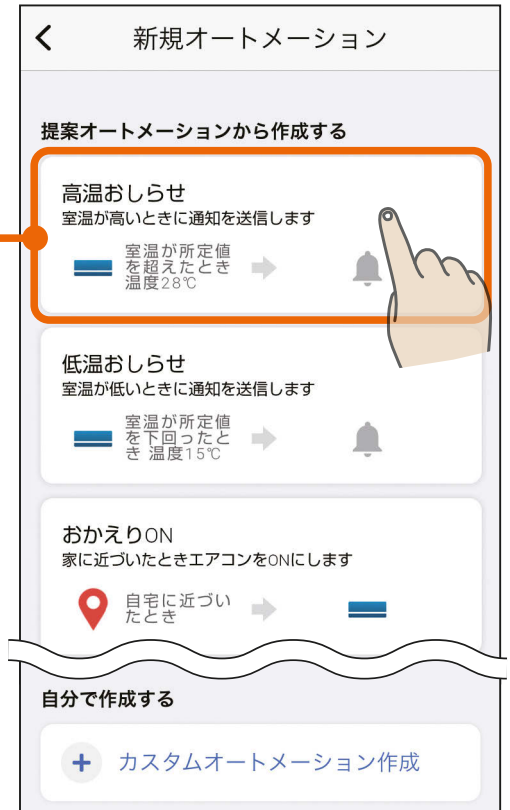 新規オートメーション
提案オートメーションから作成する
高温おしらせ
室温が高いときに通知を送信します
室温が所定値
を超えたとき
温度28℃
低温おしらせ
室温が低いときに通知を送信します
室温が所定値
を下回ったと
き 温度15℃
おかえりON
家に近づいたときエアコンをONにします
自宅に近づい
たとき
自分で作成する
+ カスタムオートメーション作成